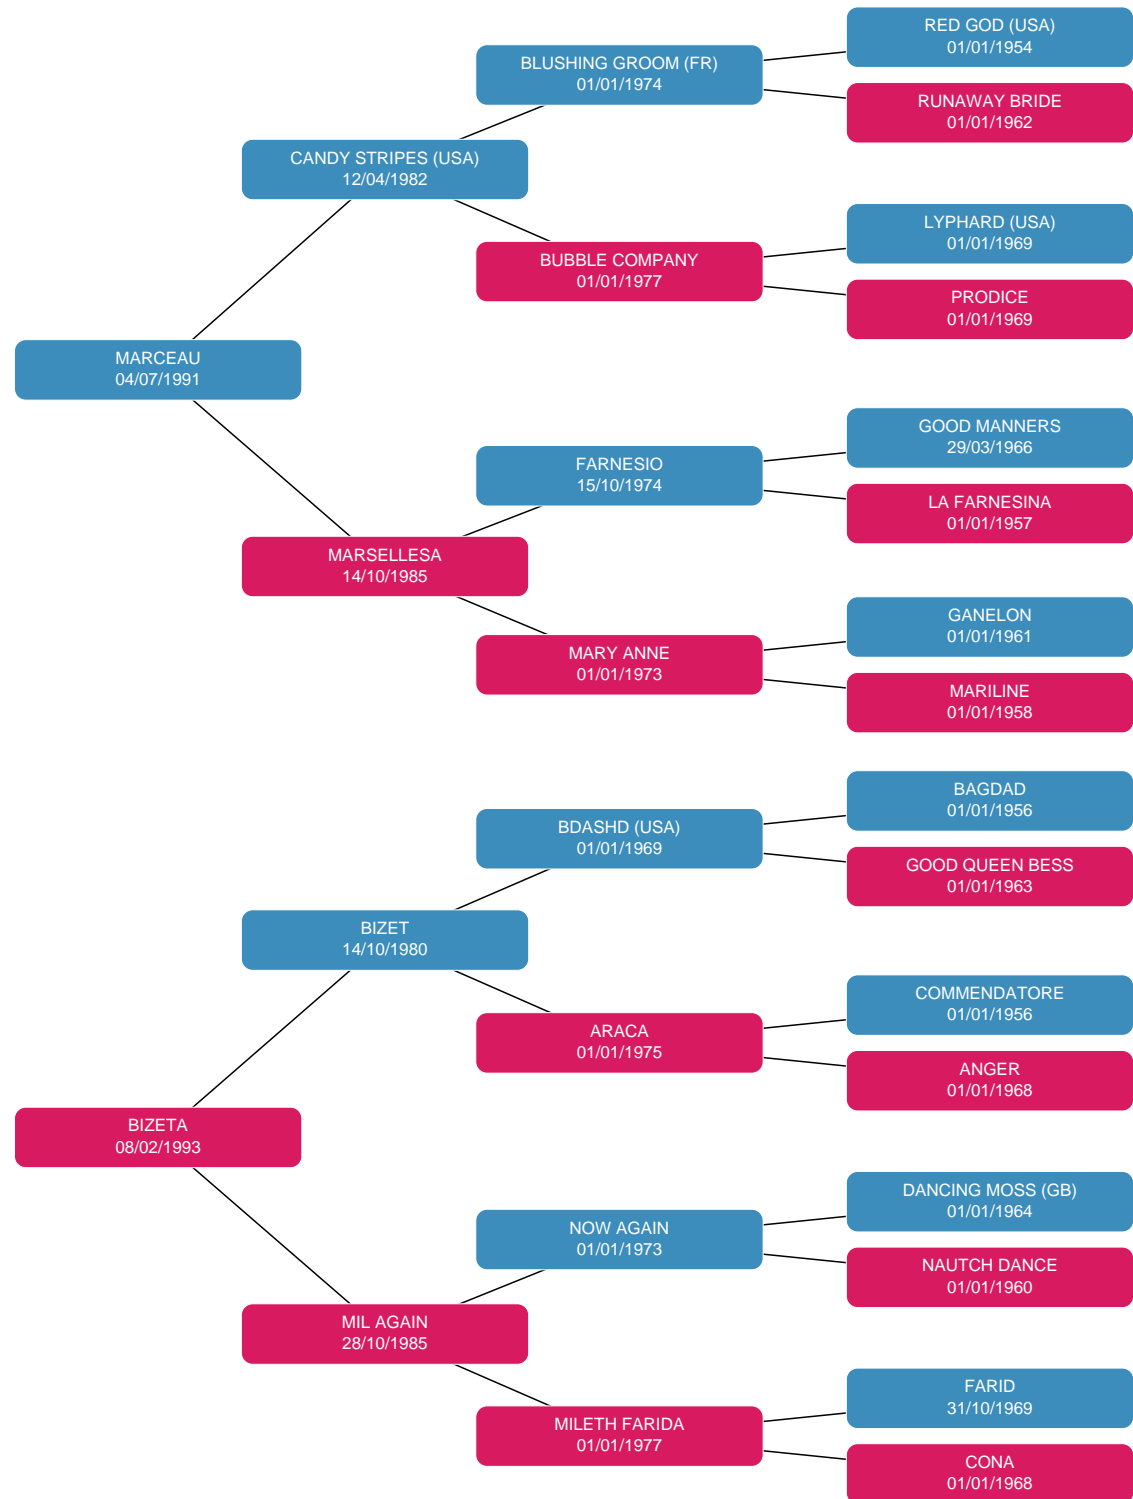 RED GOD (USA)
01/01/1954
BLUSHING GROOM (FR)
01/01/1974
RUNAWAY BRIDE
01/01/1962
CANDY STRIPES (USA)
12/04/1982
LYPHARD (USA)
01/01/1969
BUBBLE COMPANY
01/01/1977
PRODICE
01/01/1969
MARCEAU
04/07/1991
GOOD MANNERS
29/03/1966
FARNESIO
15/10/1974
LA FARNESINA
01/01/1957
MARSELLESA
14/10/1985
GANELON
01/01/1961
MARY ANNE
01/01/1973
MARILINE
01/01/1958
BAGDAD
01/01/1956
BDASHD (USA)
01/01/1969
GOOD QUEEN BESS
01/01/1963
BIZET
14/10/1980
COMMENDATORE
01/01/1956
ARACA
01/01/1975
ANGER
01/01/1968
BIZETA
08/02/1993
DANCING MOSS (GB)
01/01/1964
NOW AGAIN
01/01/1973
NAUTCH DANCE
01/01/1960
MIL AGAIN
28/10/1985
FARID
31/10/1969
MILETH FARIDA
01/01/1977
CONA
01/01/1968